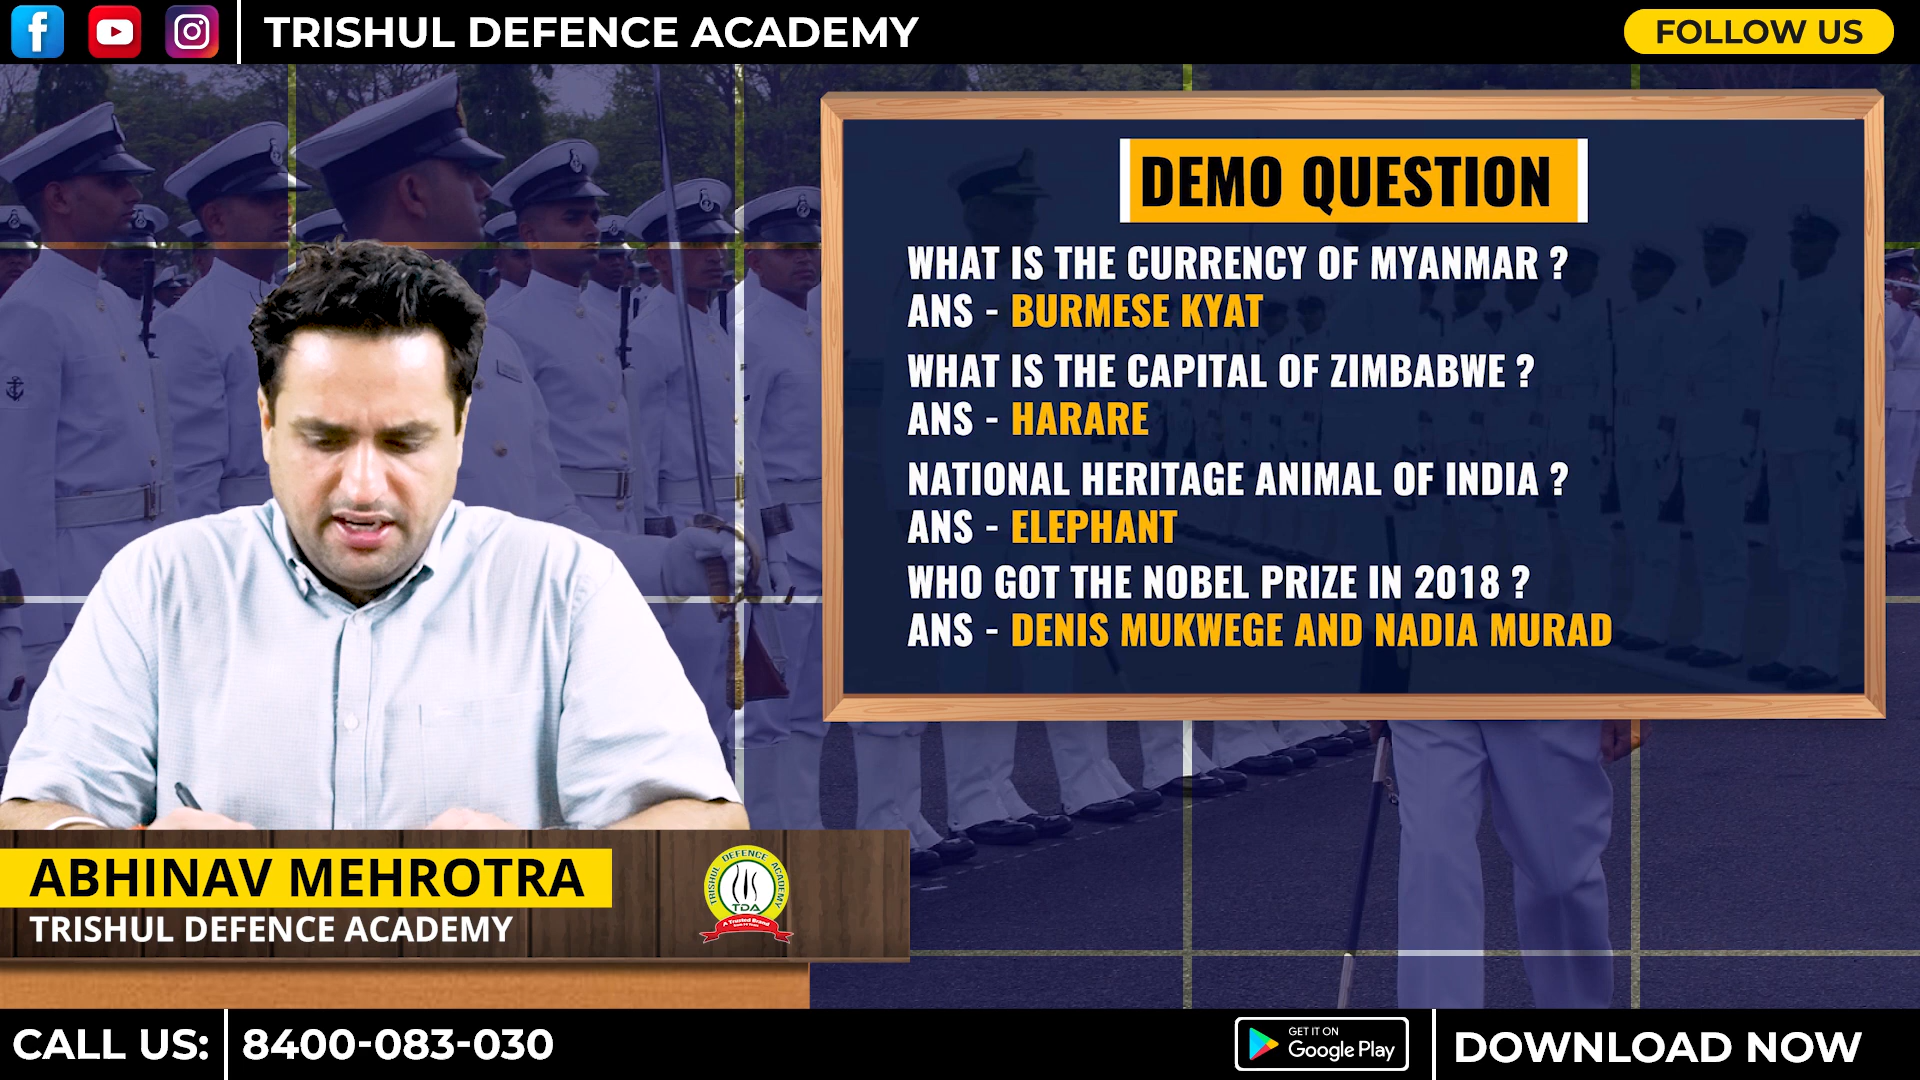 TRISHUL DEFENCE ACADEMY
FOLLOW US
DEMO QUESTION
WHAT IS THE CURRENCY OF MYANMAR ?
ANS - BURMESE KYAT
WHAT IS THE CAPITAL OF ZIMBABWE ?
ANS - HARARE
NATIONAL HERITAGE ANIMAL OF INDIA ?
ANS - ELEPHANT
WHO GOT THE NOBEL PRIZE IN 2018 ?
ANS - DENIS MUKWEGE AND NADIA MURAD
ABHINAV MEHROTRA
TRISHUL DEFENCE ACADEMY
TRISHUL DEFENCE ACADEMY
TDA
A Trusted Brand
CALL US: 8400-083-030
GET IT ON
Google Play
DOWNLOAD NOW